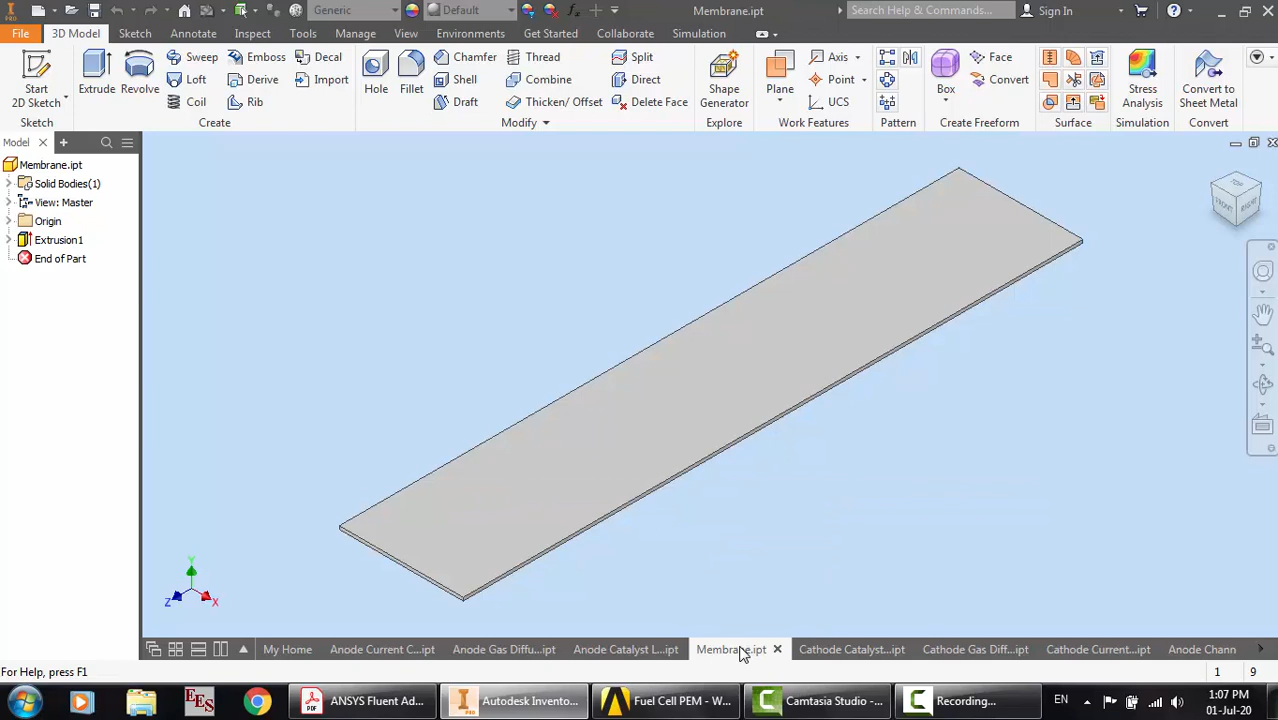 PRO
Generic
Default
Membrane.ipt
Search Help & Commands...
Sign In
File
3D Model
Sketch
Annotate
Inspect
Tools
Manage
View
Environments
Get Started
Collaborate
Simulation
Start
2D Sketch
Extrude
Revolve
Sweep
Loft
Coil
Emboss
Derive
Rib
Decal
Import
Hole
Fillet
Chamfer
Shell
Draft
Thread
Combine
Thicken/ Offset
Split
Direct
Delete Face
Shape
Generator
Plane
Axis
Point
UCS
Box
Face
Convert
Stress
Analysis
Convert to
Sheet Metal
Sketch
Create
Modify
Explore
Work Features
Pattern
Create Freeform
Surface
Simulation
Convert
Model
Membrane.ipt
Solid Bodies(1)
View: Master
Origin
Extrusion1
End of Part
TOP
FRONT
RIGHT
Y
Z
X
My Home
Anode Current C...ipt
Anode Gas Diffu...ipt
Anode Catalyst L...ipt
Membrane.ipt
Cathode Catalyst...ipt
Cathode Gas Diff...ipt
Cathode Current...ipt
Anode Chann
For Help, press F1
1
9
EES
PDF
ANSYS Fluent Ad...
PRO
Autodesk Invento...
Fuel Cell PEM - W...
Camtasia Studio -...
Recording...
EN
1:07 PM
01-Jul-20